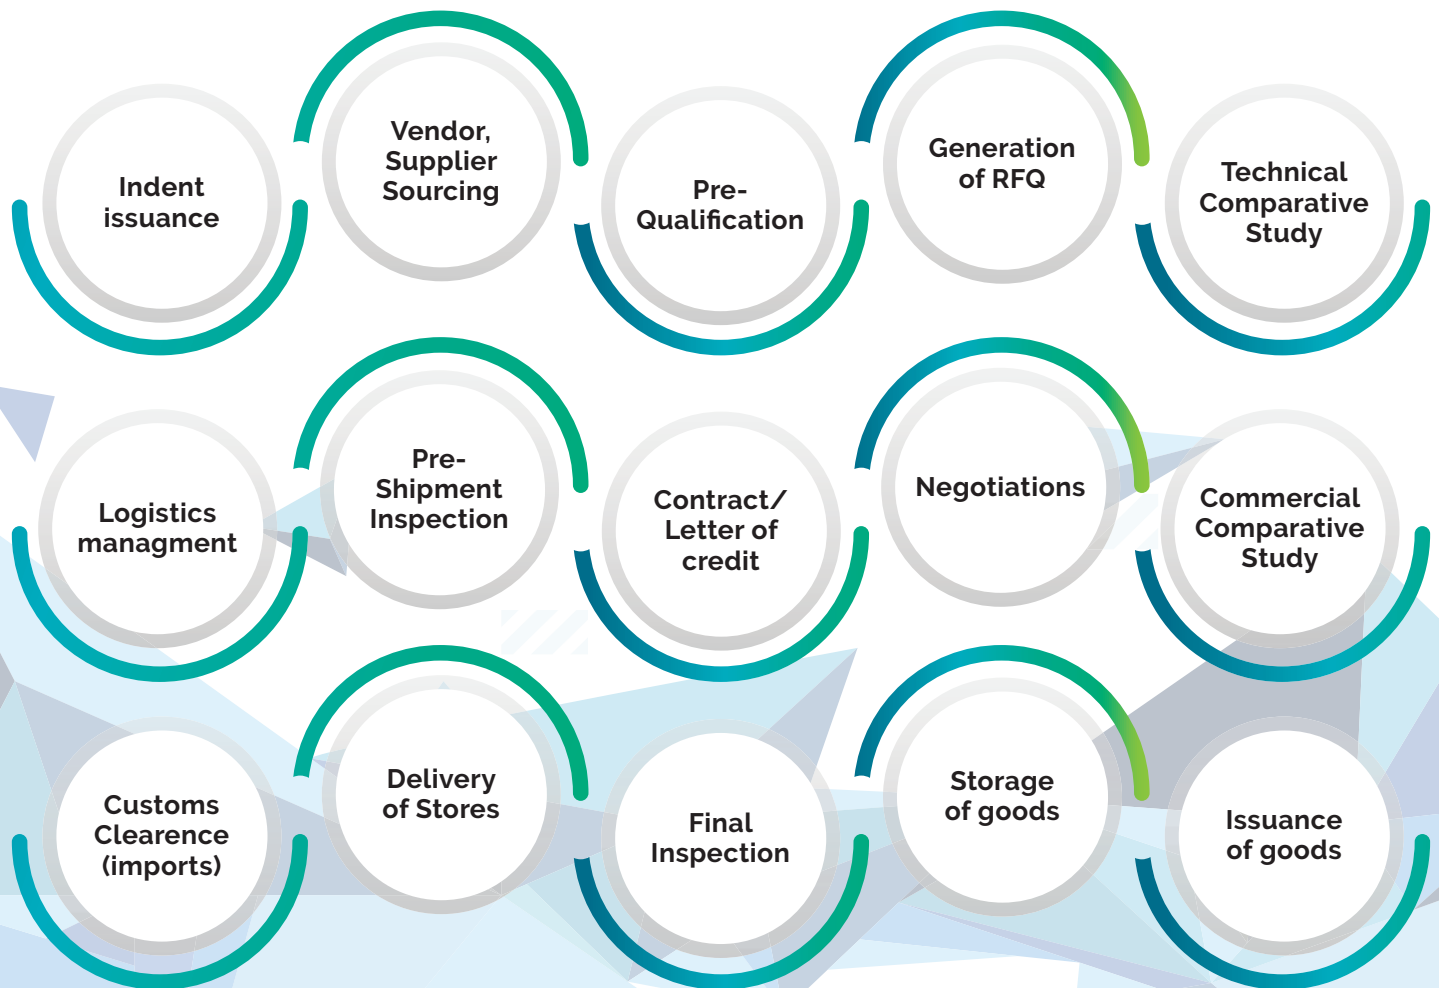 Indent
issuance
Vendor,
Supplier
Sourcing
Pre-
Qualification
Generation
of RFQ
Technical
Comparative
Study
Logistics
managment
Pre-
Shipment
Inspection
Contract/
Letter of
credit
Negotiations
Commercial
Comparative
Study
Customs
Clearence
(imports)
Delivery
of Stores
Final
Inspection
Storage
of goods
Issuance
of goods